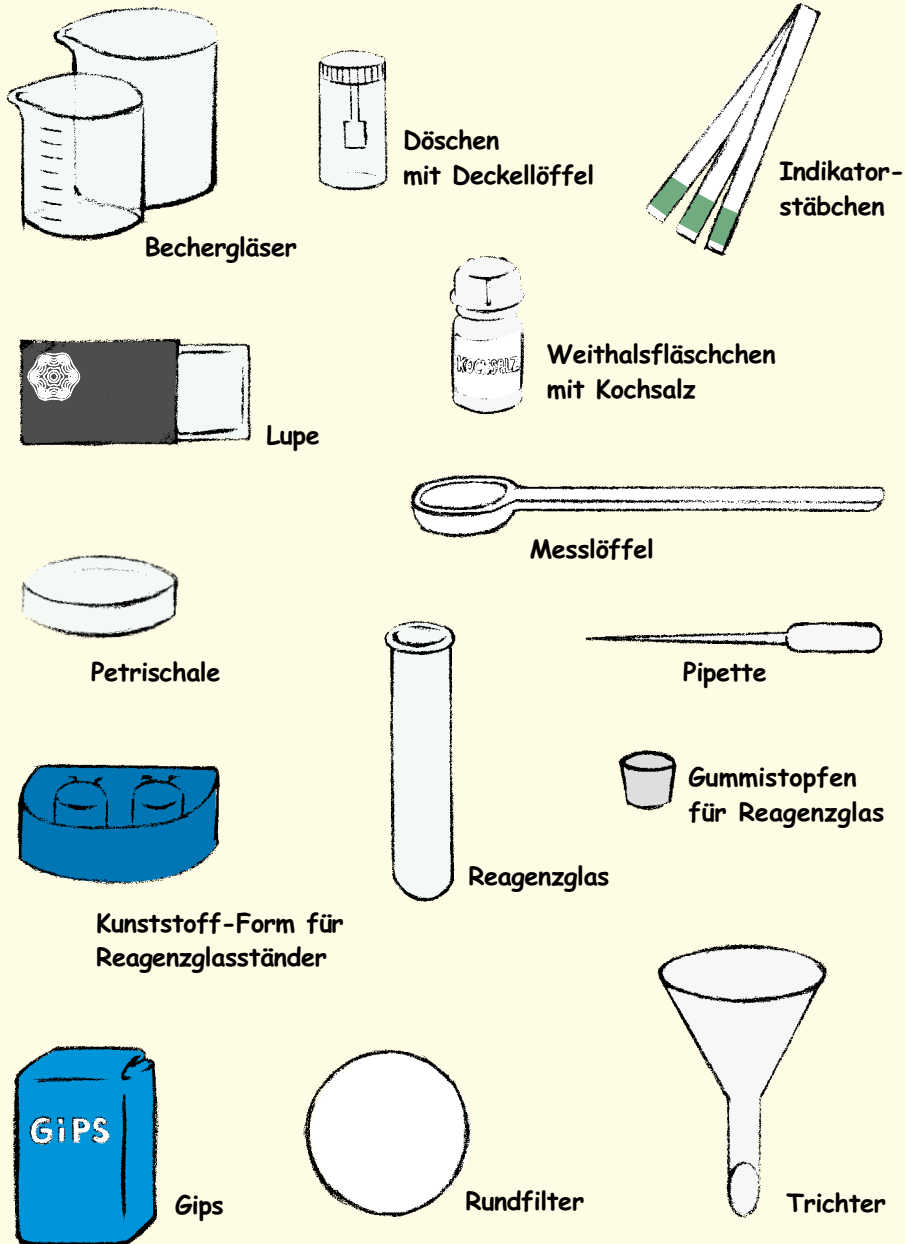 Döschen
mit Deckellöffel
Indikator-
stäbchen
Bechergläser
KOCHSALZ
Weithalsfläschchen
mit Kochsalz
Lupe
Messlöffel
Petrischale
Pipette
Gummistopfen
für Reagenzglas
Reagenzglas
Kunststoff-Form für
Reagenzglasständer
GiPS
Gips
Rundfilter
Trichter